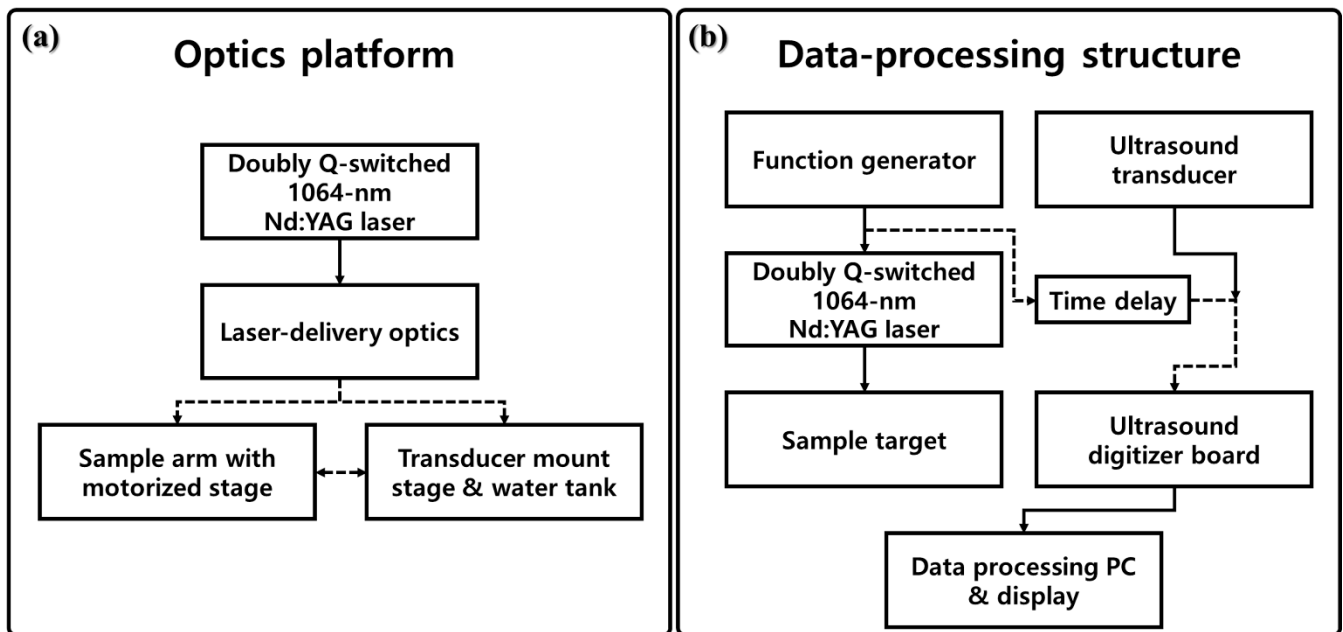 (a)
Optics platform
Doubly Q-switched
1064-nm
Nd:YAG laser
Laser-delivery optics
Sample arm with
motorized stage
Transducer mount
stage & water tank
(b)
Data-processing structure
Function generator
Ultrasound
transducer
Doubly Q-switched
1064-nm
Nd:YAG laser
Time delay
Sample target
Ultrasound
digitizer board
Data processing PC
& display